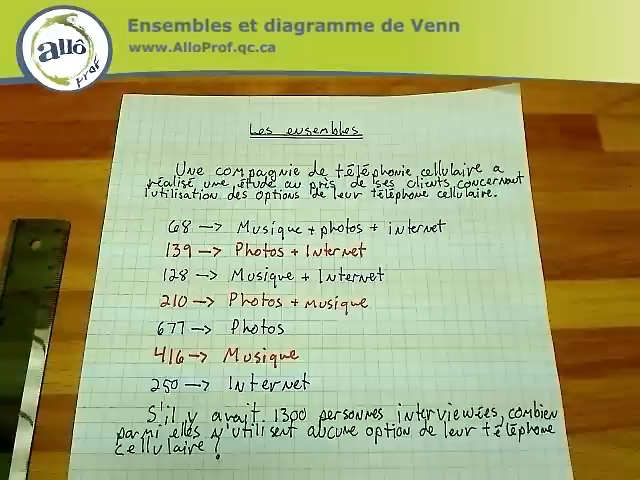 Ensembles et diagramme de Venn
www.AlloProf.qc.ca
allô
prof
Les ensembles
Une compagnie de téléphonie cellulaire a
réalisé une étude au près de ses clients concernant
l'utilisation des options de leur téléphone cellulaire.
68 → Musique + photos + internet
139 → Photos + Internet
128 → Musique + Internet
210 → Photos + musique
677 → Photos
416 → Musique
250 → Internet
S'il y avait 1300 personnes interviewées, combien
parmi elles n'utilisent aucune option de leur téléphone
cellulaire?